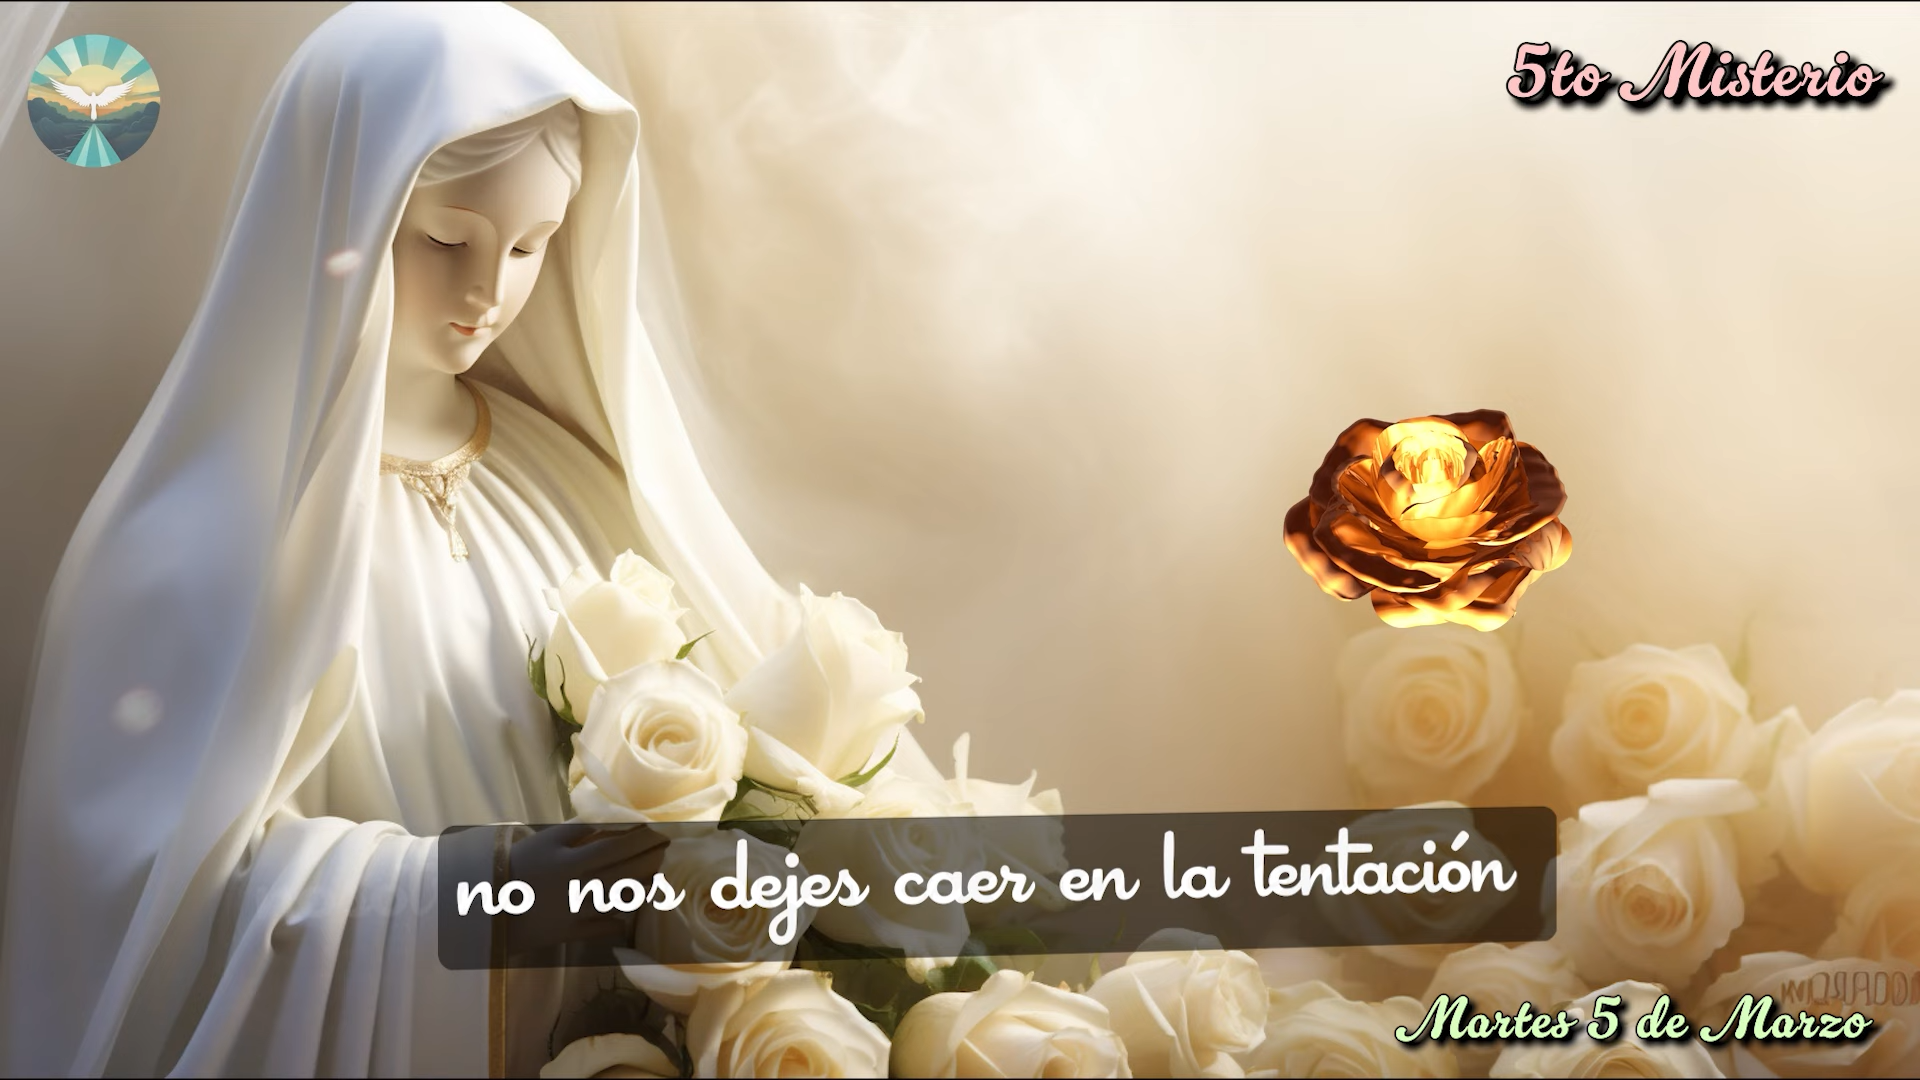 5to Misterio
no nos dejes caer en la tentación
Martes 5 de Marzo